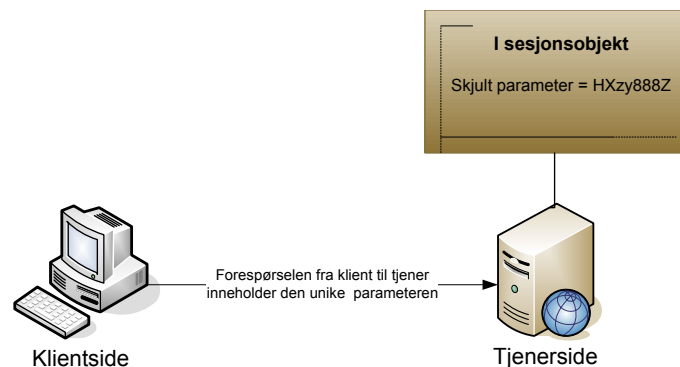 I sesjonsobjekt
Skjult parameter = HXzy888Z
Forespørselen fra klient til tjener
inneholder den unike parameteren
Klientside
Tjenerside